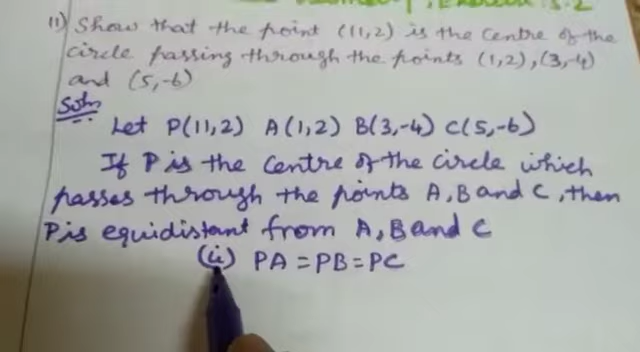 11) Show that the point (11,2) is the centre of the
circle passing through the points (1,2), (3,-4)
and (5,-6)
Soln
Let P(11,2) A(1,2) B(3,-4) C(5,-6)
If P is the centre of the circle which
passes through the points A, B and C, then
P is equidistant from A, B and C
(ie) PA = PB = PC